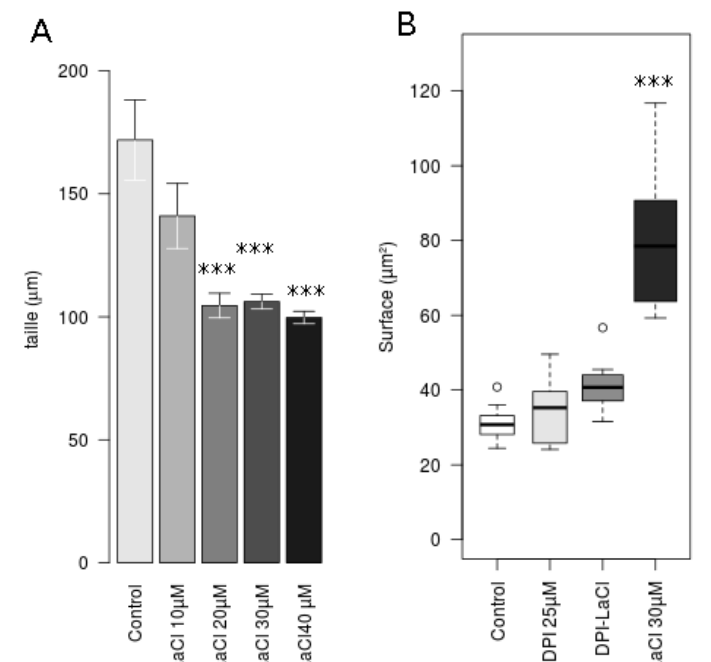 A
B
200
150
100
50
0
taille (µm)
***
***
***
Control
aCl 10µM
aCl 20µM
aCl 30µM
aCl40 µM
120
100
80
60
40
20
0
Surface (µm²)
***
Control
DPI 25µM
DPI-LaCl
aCl 30µM